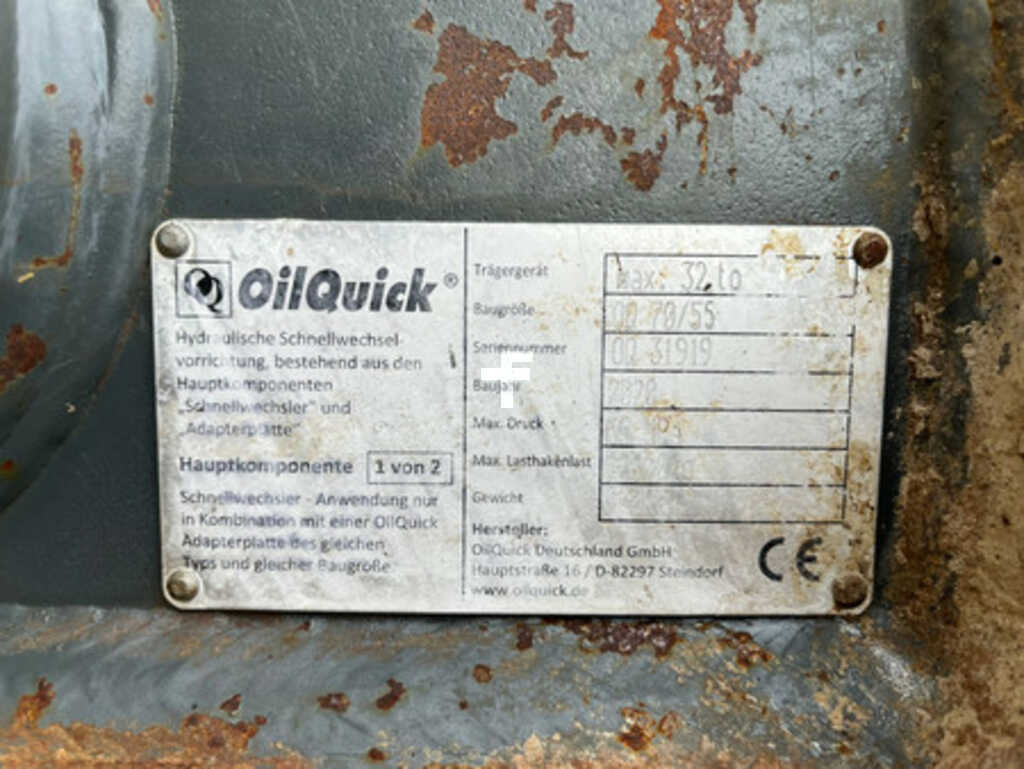 OilQuick®
Hydraulische Schnellwechsel-
vorrichtung, bestehend aus den
Hauptkomponenten
„Schnellwechsler" und
„Adapterplatte"
Hauptkomponente 1 von 2
Schnellwechsler - Anwendung nur
in Kombination mit einer OilQuick
Adapterplatte des gleichen
Typs und gleicher Baugröße.
Trägergerät max. 32 to
Baugröße OQ 70/55
Seriennummer OQ 31919
Baujahr
Max. Druck
Max. Lasthakenlast
Gewicht
Hersteller:
OilQuick Deutschland GmbH
Hauptstraße 16 / D-82297 Steindorf
www.oilquick.de
CE